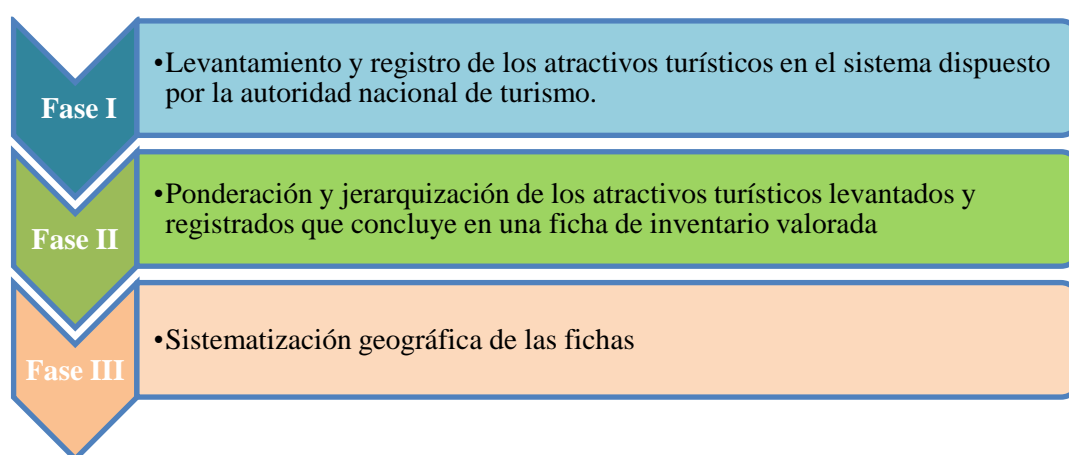 Fase I
•Levantamiento y registro de los atractivos turísticos en el sistema dispuesto
por la autoridad nacional de turismo.
Fase II
•Ponderación y jerarquización de los atractivos turísticos levantados y
registrados que concluye en una ficha de inventario valorada
Fase III
•Sistematización geográfica de las fichas